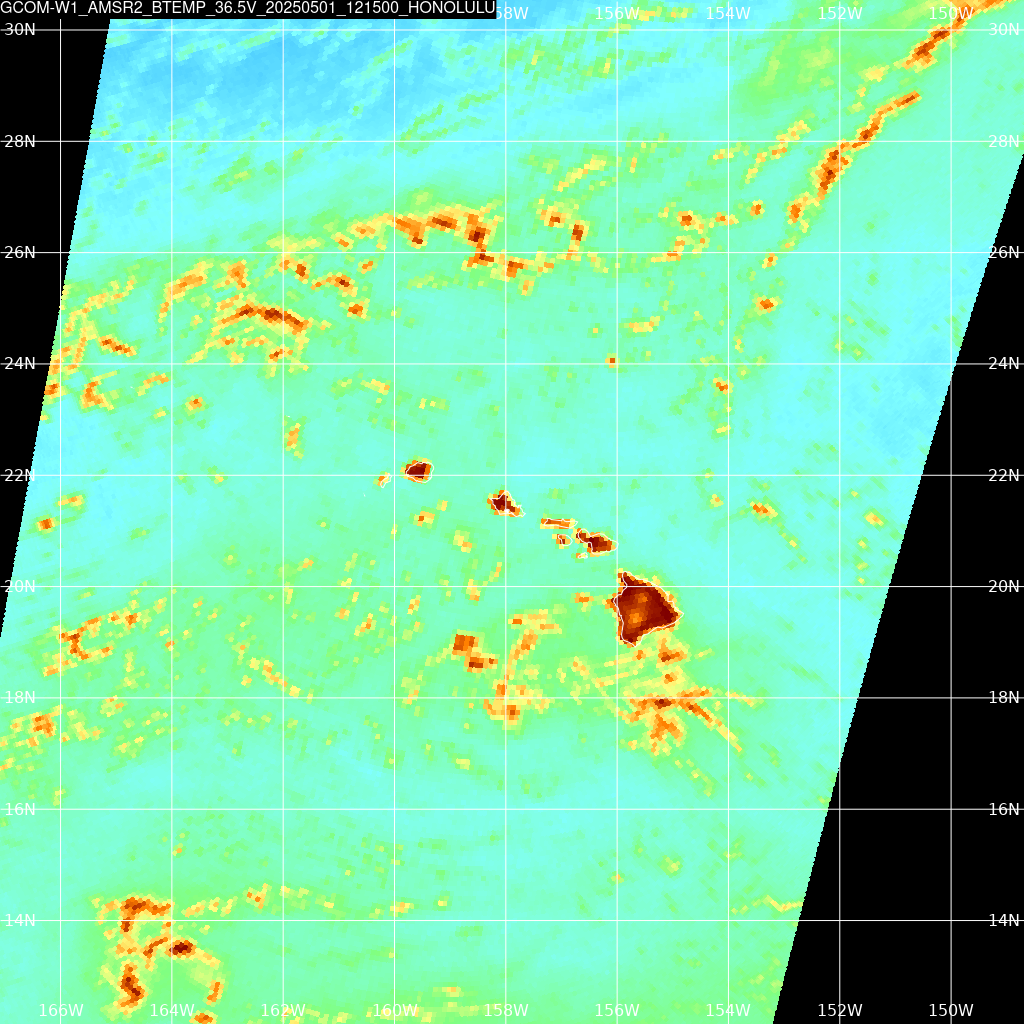 GCOM-W1_AMSR2_BTEMP_36.5V_20250501_121500_HONOLULU
58W 156W 154W 152W 150W
30N 30N
28N 28N
26N 26N
24N 24N
22N 22N
20N 20N
18N 18N
16N 16N
14N 14N
166W 164W 162W 160W 158W 156W 154W 152W 150W